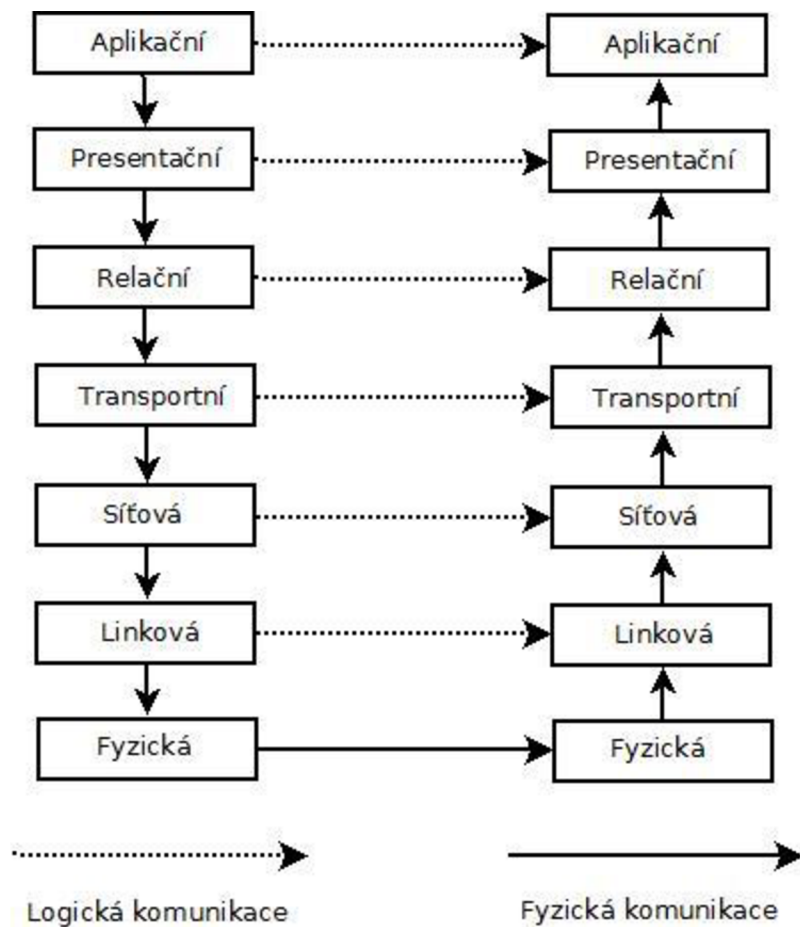 Aplikační
Aplikační
Presentační
Presentační
Relační
Relační
Transportní
Transportní
Síťová
Síťová
Linková
Linková
Fyzická
Fyzická
Logická komunikace
Fyzická komunikace